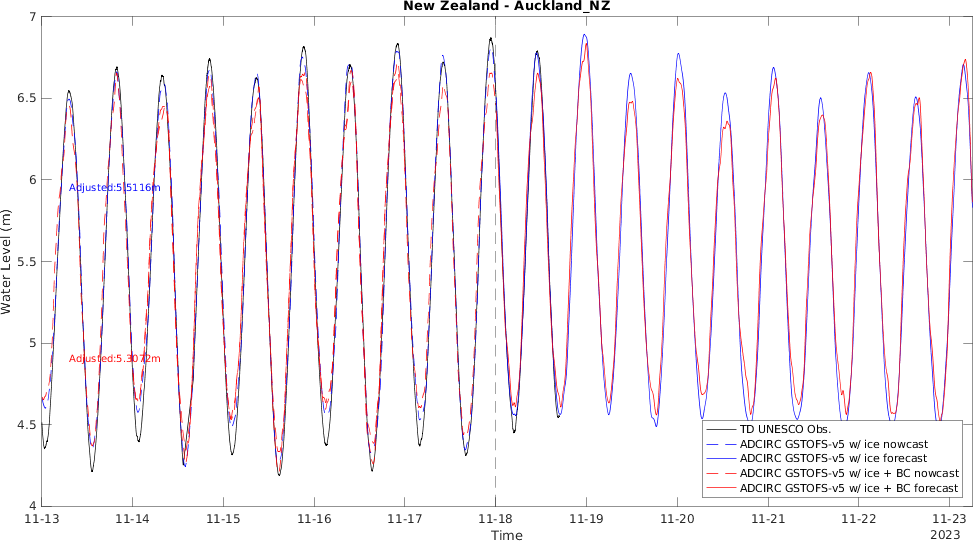 New Zealand - Auckland_NZ
7
6.5
6
5.5
5
4.5
4
Water Level (m)
Adjusted:5.5116m
Adjusted:5.3072m
TD UNESCO Obs.
ADCIRC GSTOFS-v5 w/ ice nowcast
ADCIRC GSTOFS-v5 w/ ice forecast
ADCIRC GSTOFS-v5 w/ ice + BC nowcast
ADCIRC GSTOFS-v5 w/ ice + BC forecast
11-13 11-14 11-15 11-16 11-17 11-18 11-19 11-20 11-21 11-22 11-23
2023
Time